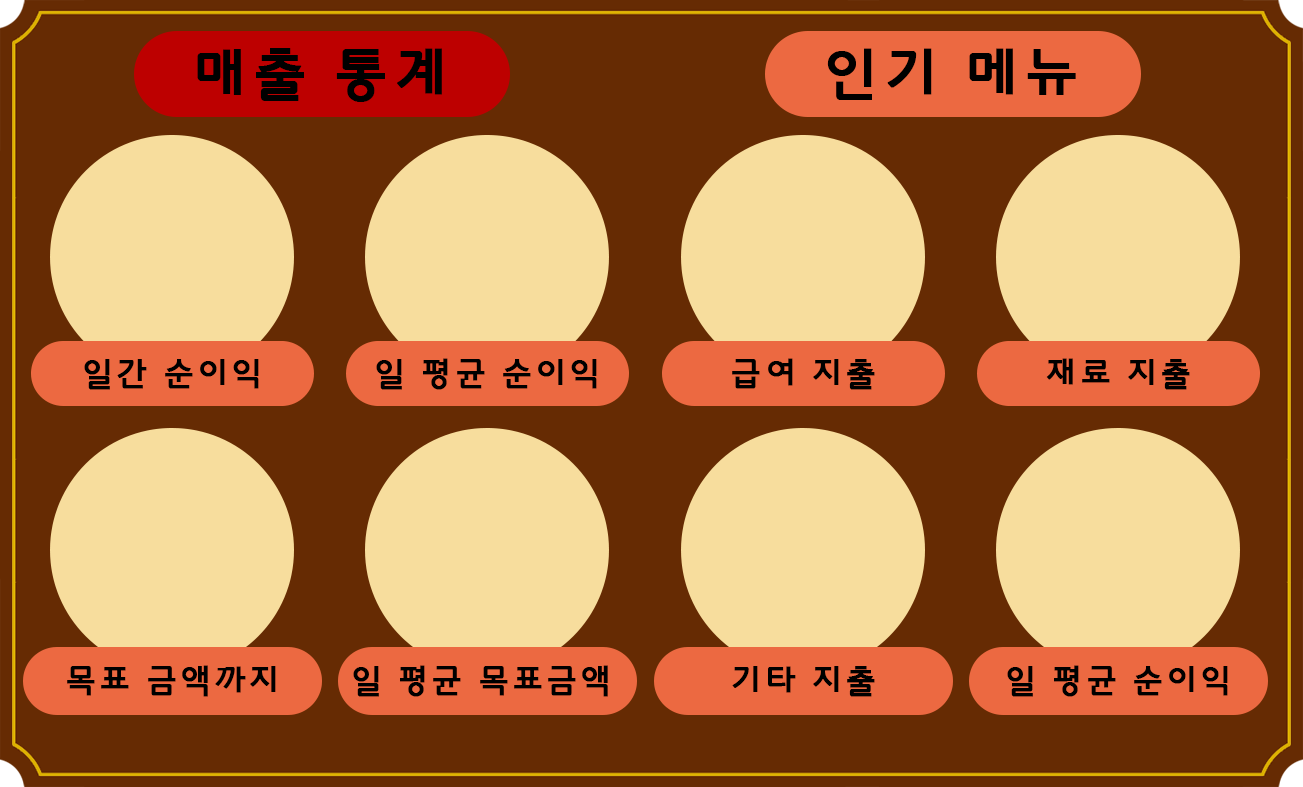 매출 통계
인기 메뉴
일간 순이익
일 평균 순이익
급여 지출
재료 지출
목표 금액까지
일 평균 목표금액
기타 지출
일 평균 순이익